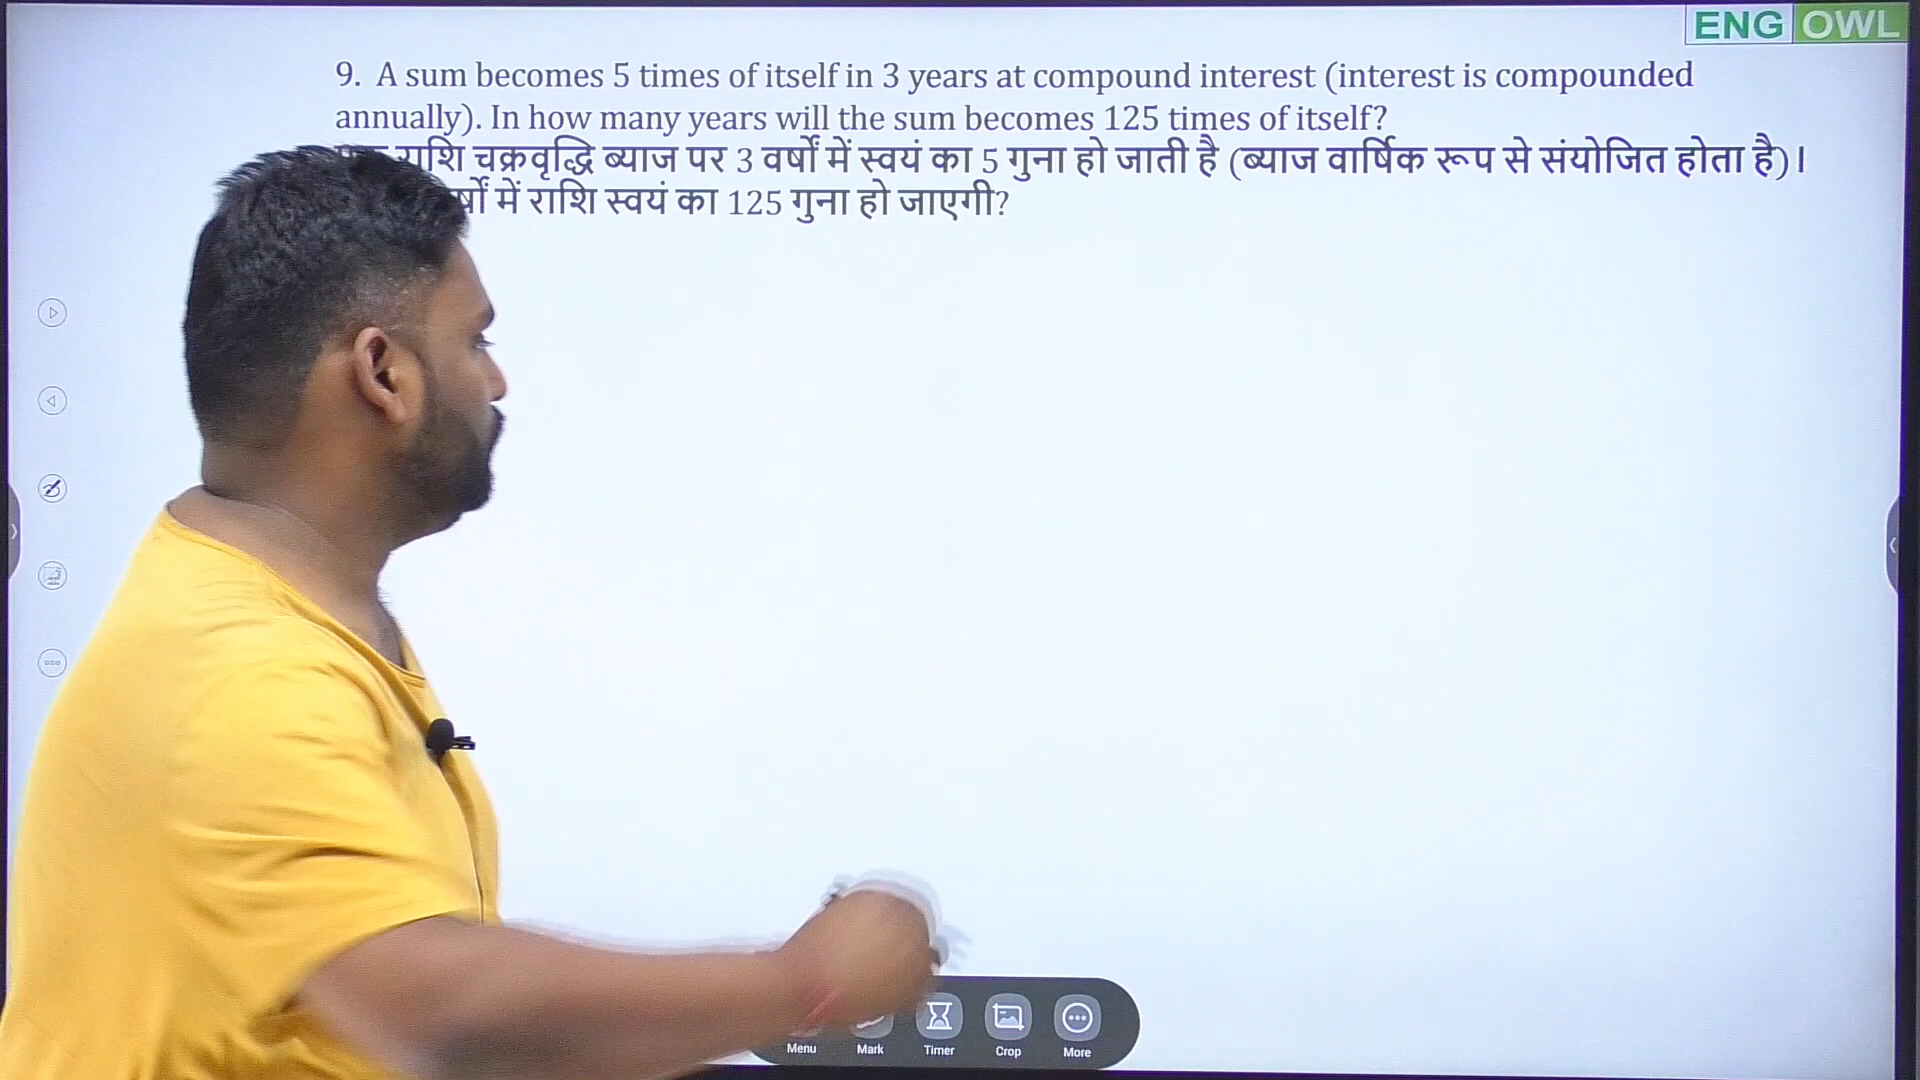 ENG OWL
9. A sum becomes 5 times of itself in 3 years at compound interest (interest is compounded
annually). In how many years will the sum becomes 125 times of itself?
राशि चक्रवृद्धि ब्याज पर 3 वर्षों में स्वयं का 5 गुना हो जाती है (ब्याज वार्षिक रूप से संयोजित होता है)।
में राशि स्वयं का 125 गुना हो जाएगी?
Menu Mark Timer Crop More